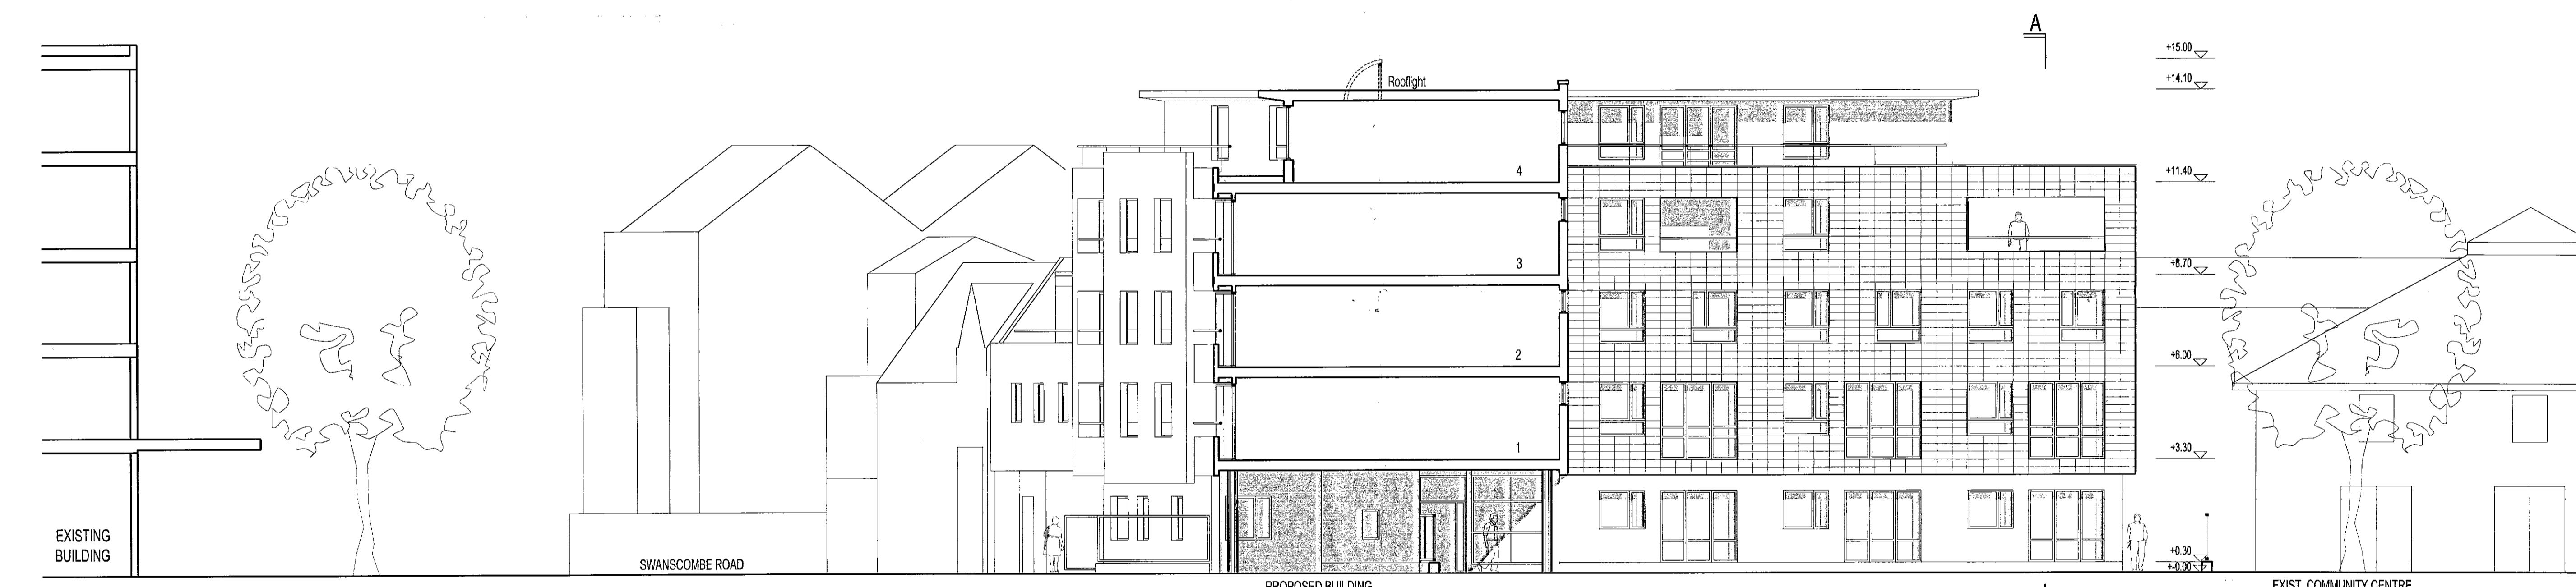 A
+15.00
Rooflight
+14.10
4
+11.40
3
+8.70
2
+6.00
1
+3.30
EXISTING
BUILDING
SWANSCOMBE ROAD
+0.30
+-0.00
PROPOSED BUILDING
EXIST. COMMUNITY CENTRE